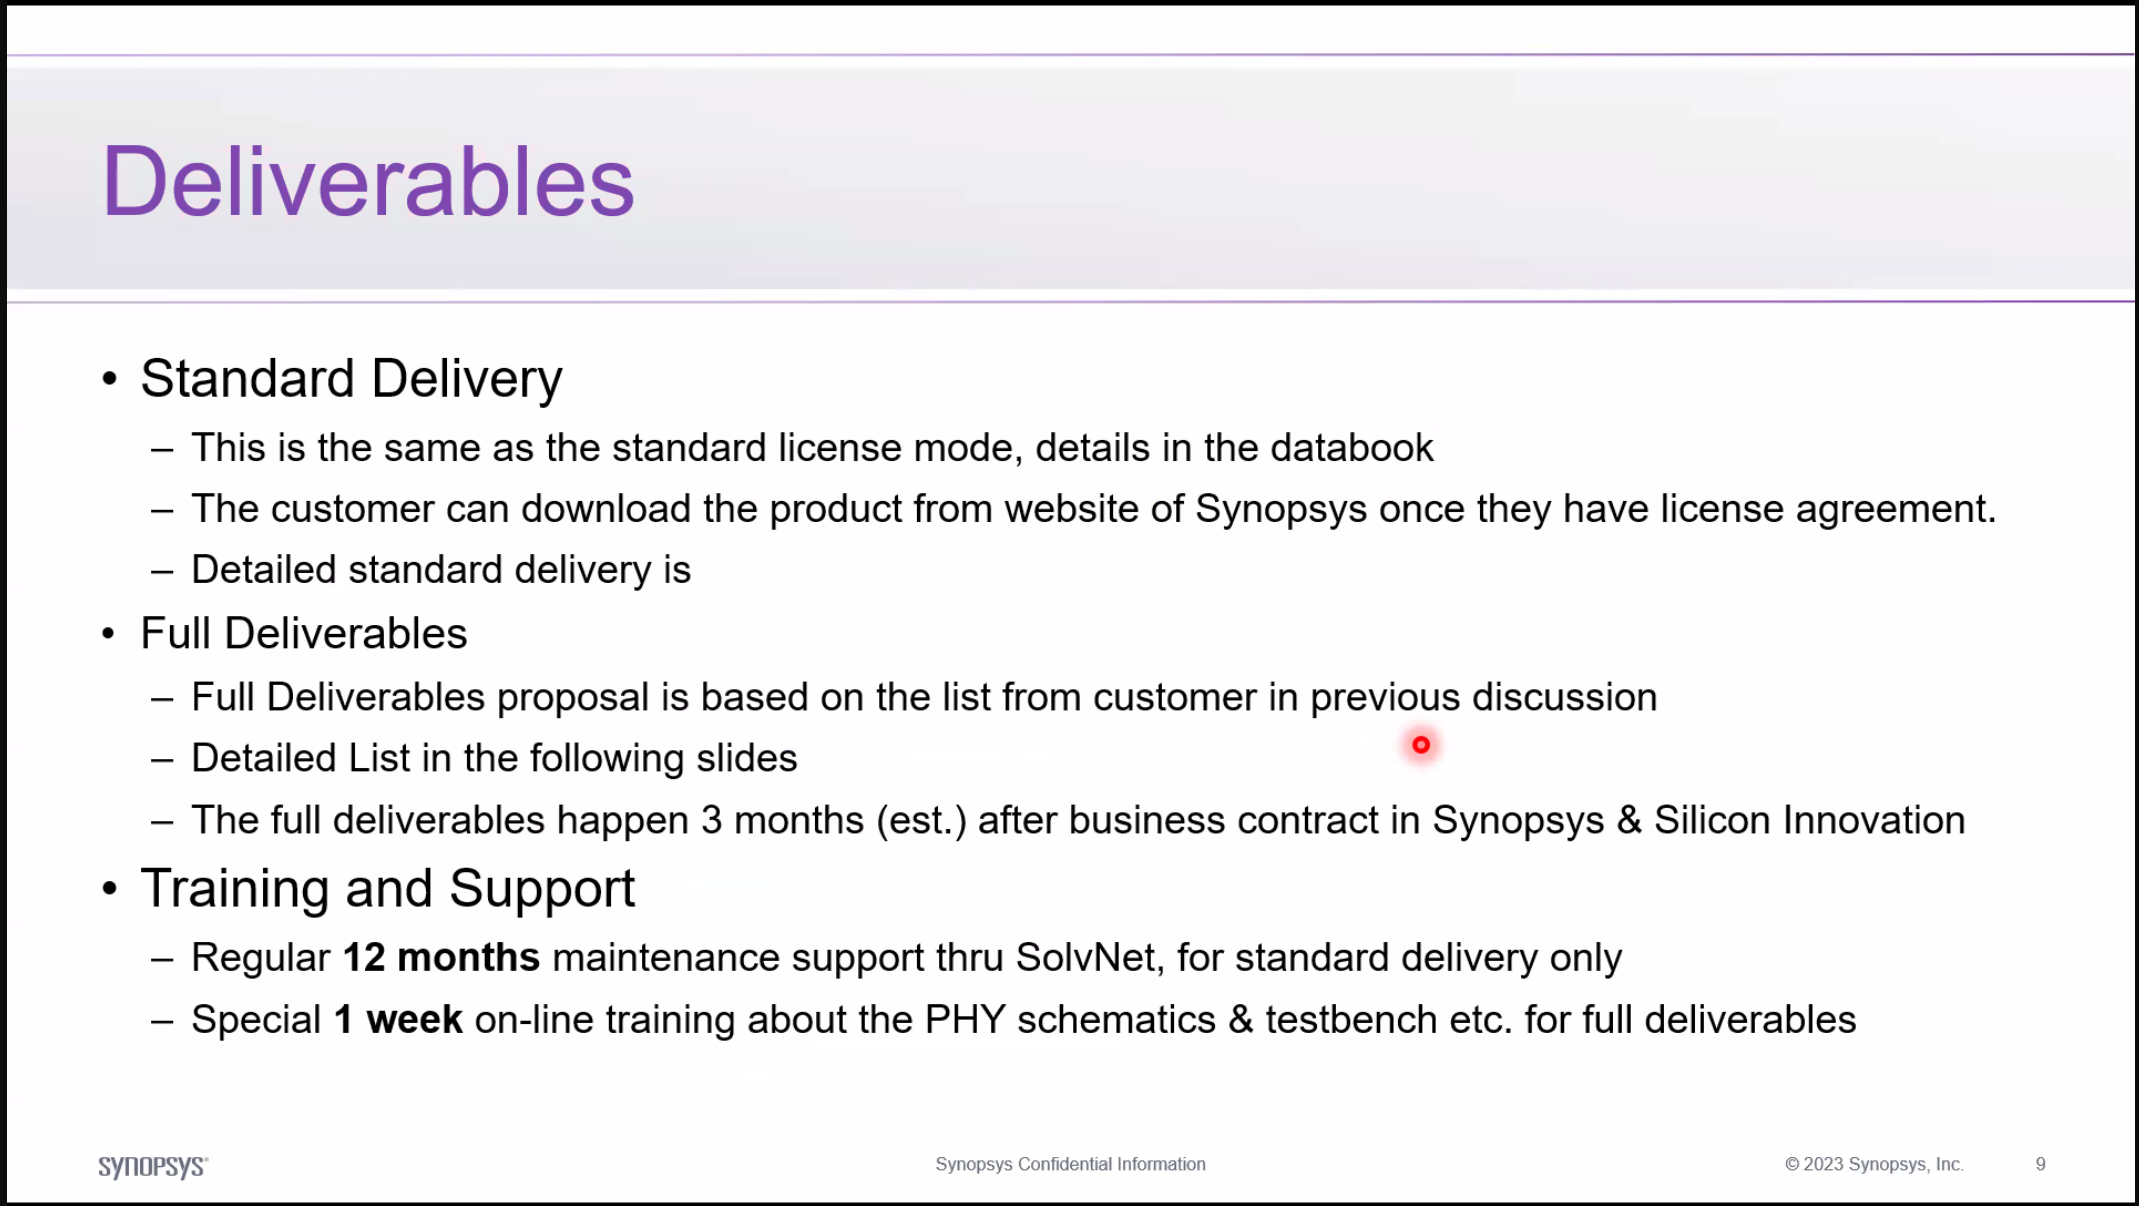 Deliverables
• Standard Delivery
– This is the same as the standard license mode, details in the databook
– The customer can download the product from website of Synopsys once they have license agreement.
– Detailed standard delivery is
• Full Deliverables
– Full Deliverables proposal is based on the list from customer in previous discussion
– Detailed List in the following slides
– The full deliverables happen 3 months (est.) after business contract in Synopsys & Silicon Innovation
• Training and Support
– Regular 12 months maintenance support thru SolvNet, for standard delivery only
– Special 1 week on-line training about the PHY schematics & testbench etc. for full deliverables
SYNOPSYS® Synopsys Confidential Information © 2023 Synopsys, Inc. 9